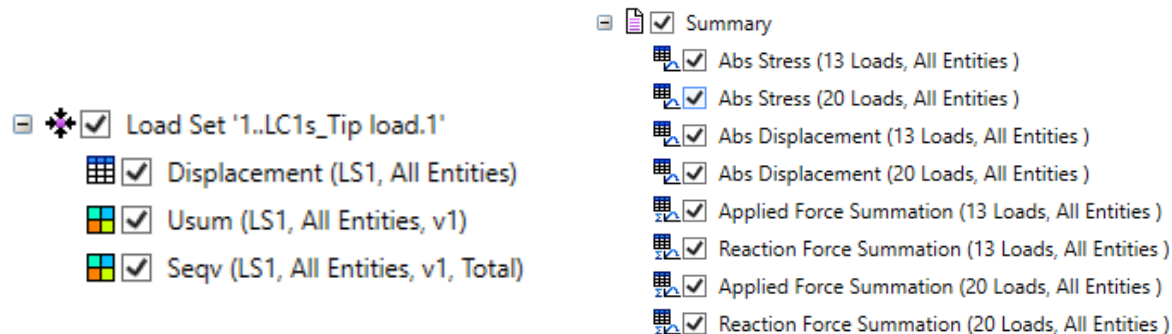 Load Set '1..LC1s_Tip load.1'
Displacement (LS1, All Entities)
Usum (LS1, All Entities, v1)
Seqv (LS1, All Entities, v1, Total)
Summary
Abs Stress (13 Loads, All Entities )
Abs Stress (20 Loads, All Entities )
Abs Displacement (13 Loads, All Entities )
Abs Displacement (20 Loads, All Entities )
Applied Force Summation (13 Loads, All Entities )
Reaction Force Summation (13 Loads, All Entities )
Applied Force Summation (20 Loads, All Entities )
Reaction Force Summation (20 Loads, All Entities )